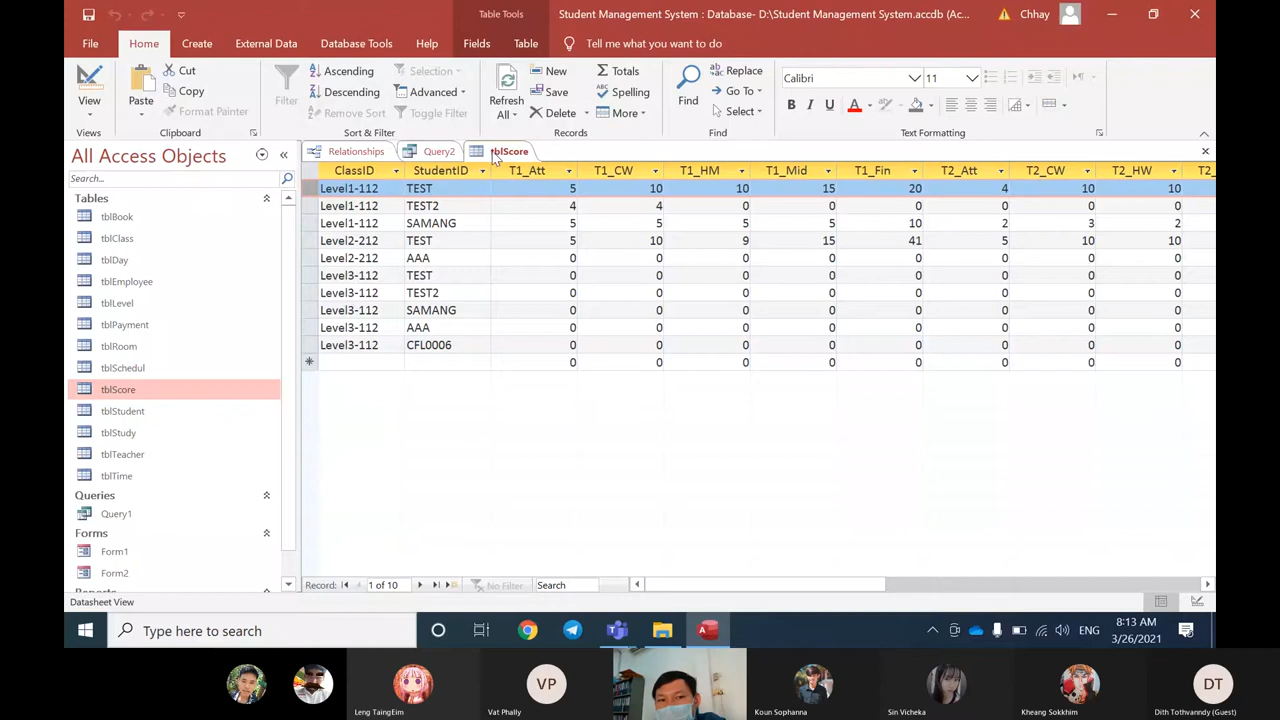 Table Tools
Student Management System : Database- D:\Student Management System.accdb (Ac...
Chhay
File
Home
Create
External Data
Database Tools
Help
Fields
Table
Tell me what you want to do
View
Paste
Cut
Copy
Format Painter
Filter
Ascending
Descending
Remove Sort
Selection
Advanced
Toggle Filter
Refresh
All
New
Save
Delete
Totals
Spelling
More
Find
Replace
Go To
Select
Calibri
11
B I U A
Views
Clipboard
Sort & Filter
Records
Find
Text Formatting
All Access Objects
Search...
Tables
tblBook
tblClass
tblDay
tblEmployee
tblLevel
tblPayment
tblRoom
tblSchedul
tblScore
tblStudent
tblStudy
tblTeacher
tblTime
Queries
Query1
Forms
Form1
Form2
Reports
Relationships
Query2
tblScore
ClassID StudentID T1_Att T1_CW T1_HM T1_Mid T1_Fin T2_Att T2_CW T2_HW T2_
Level1-112 TEST 5 10 10 15 20 4 10 10
Level1-112 TEST2 4 4 0 0 0 0 0 0
Level1-112 SAMANG 5 5 5 5 10 2 3 2
Level2-212 TEST 5 10 9 15 41 5 10 10
Level2-212 AAA 0 0 0 0 0 0 0 0
Level3-112 TEST 0 0 0 0 0 0 0 0
Level3-112 TEST2 0 0 0 0 0 0 0 0
Level3-112 SAMANG 0 0 0 0 0 0 0 0
Level3-112 AAA 0 0 0 0 0 0 0 0
Level3-112 CFL0006 0 0 0 0 0 0 0 0
0 0 0 0 0 0 0 0
Record: 1 of 10 No Filter Search
Datasheet View
Type here to search
ENG
8:13 AM
3/26/2021
Leng TaingEim
VP
Vat Phally
Koun Sophanna
Sin Vicheka
Kheang Sokkhim
DT
Dith Tothvanndy (Guest)